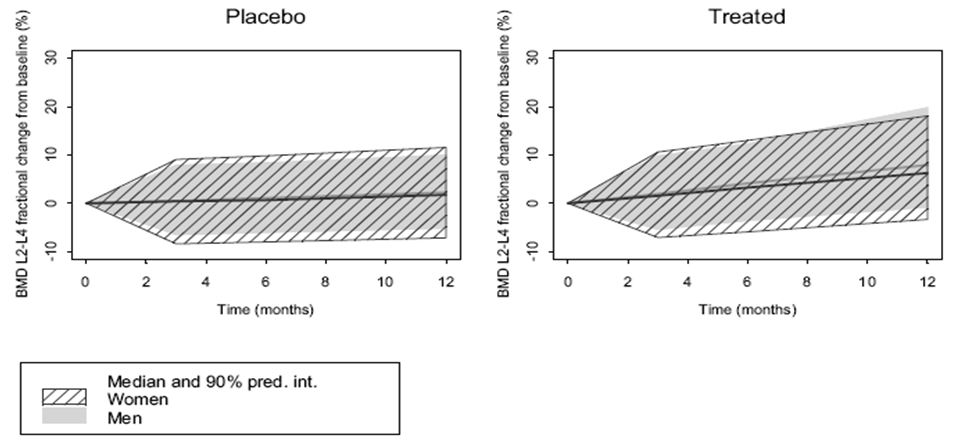 Placebo
BMD L2-L4 fractional change from baseline (%)
30
20
10
0
-10
0 2 4 6 8 10 12
Time (months)
Treated
BMD L2-L4 fractional change from baseline (%)
30
20
10
0
-10
0 2 4 6 8 10 12
Time (months)
Median and 90% pred. int.
Women
Men